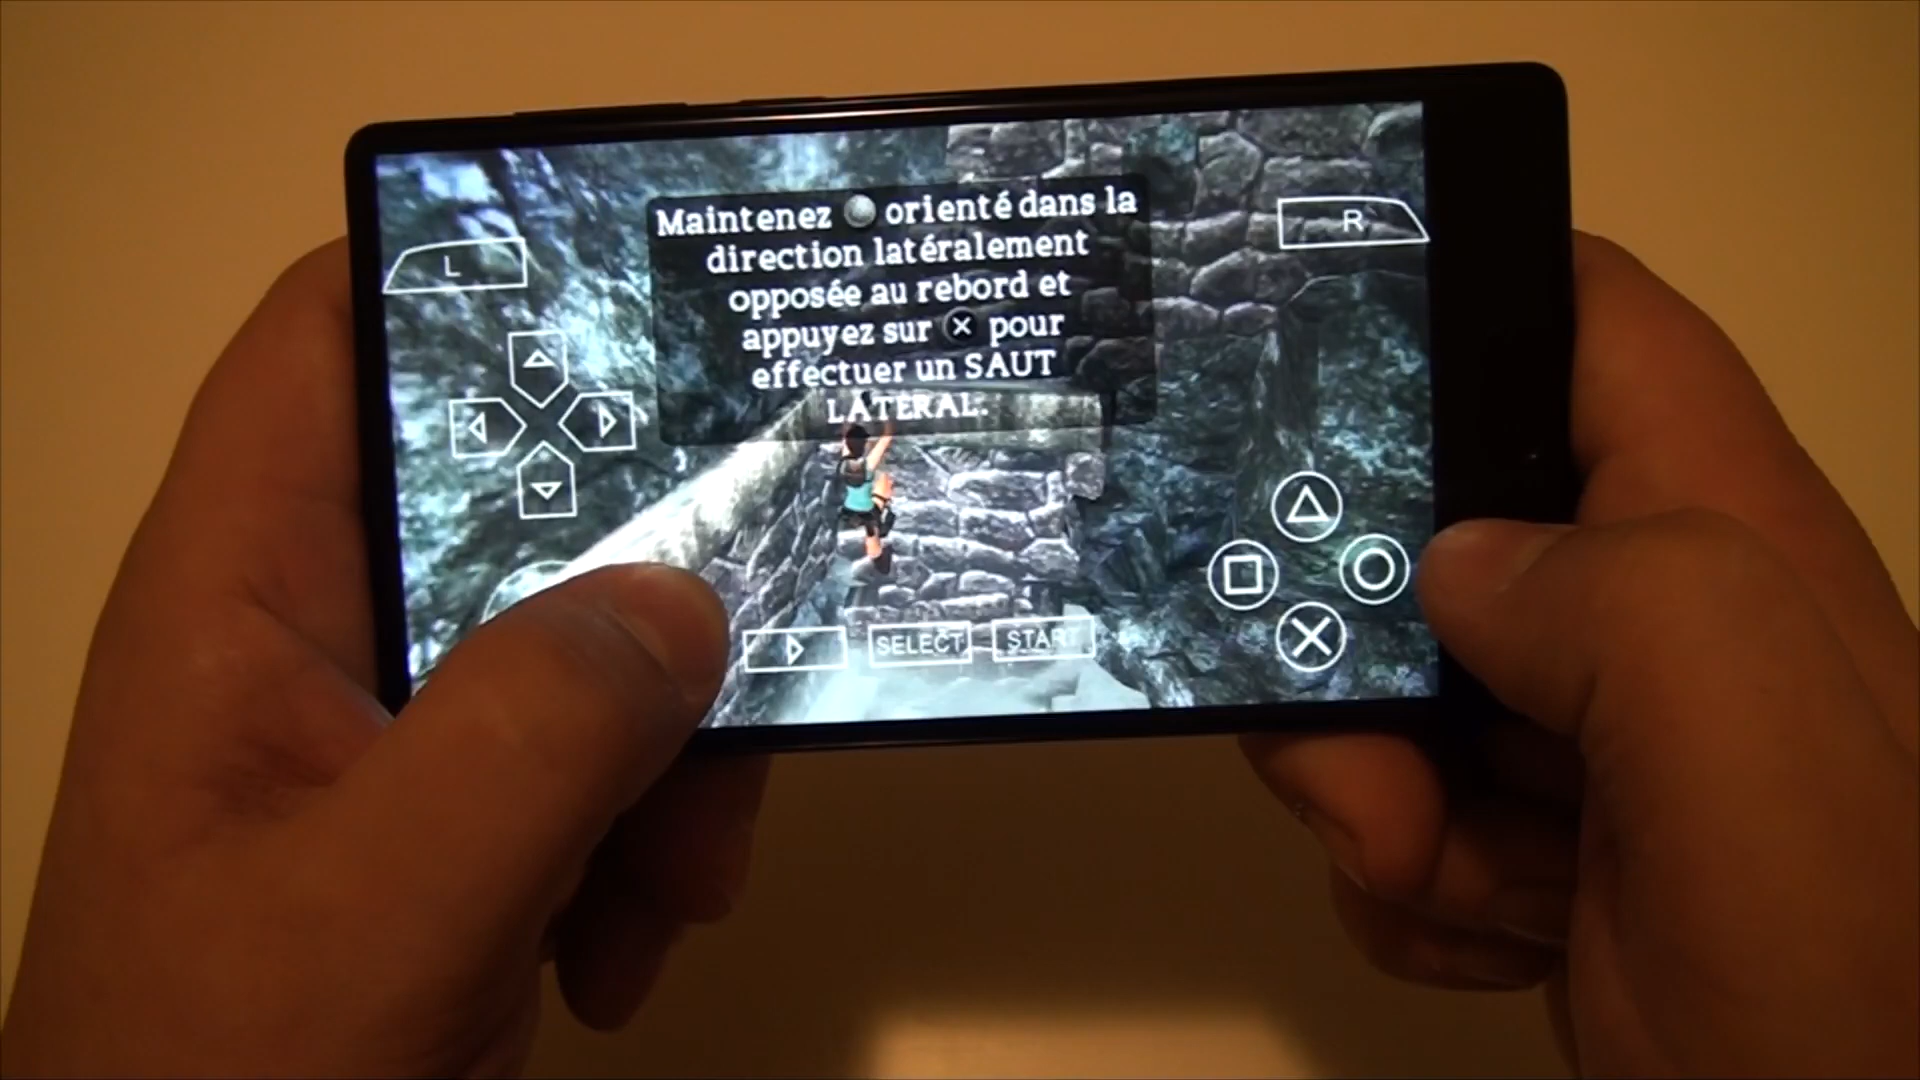 Maintenez orienté dans la
direction latéralement
opposée au rebord et
appuyez sur ⓧ pour
effectuer un SAUT
LATÉRAL.
L
R
SELECT
START